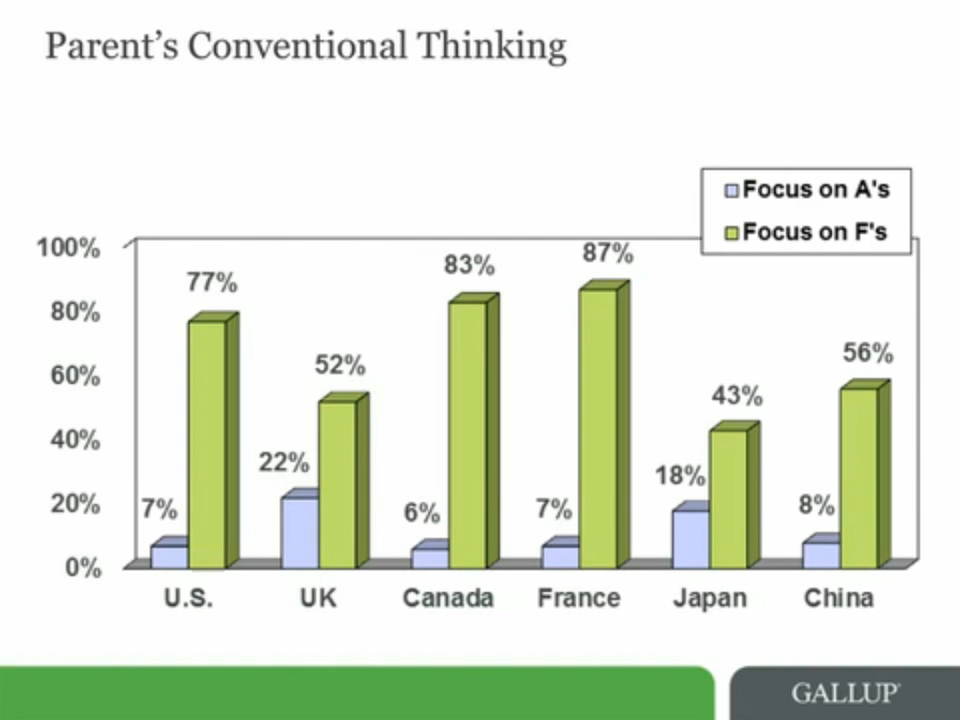 Parent’s Conventional Thinking
Focus on A's
Focus on F's
100%
80%
60%
40%
20%
0%
7%
77%
22%
52%
6%
83%
7%
87%
18%
43%
8%
56%
U.S.
UK
Canada
France
Japan
China
GALLUP®